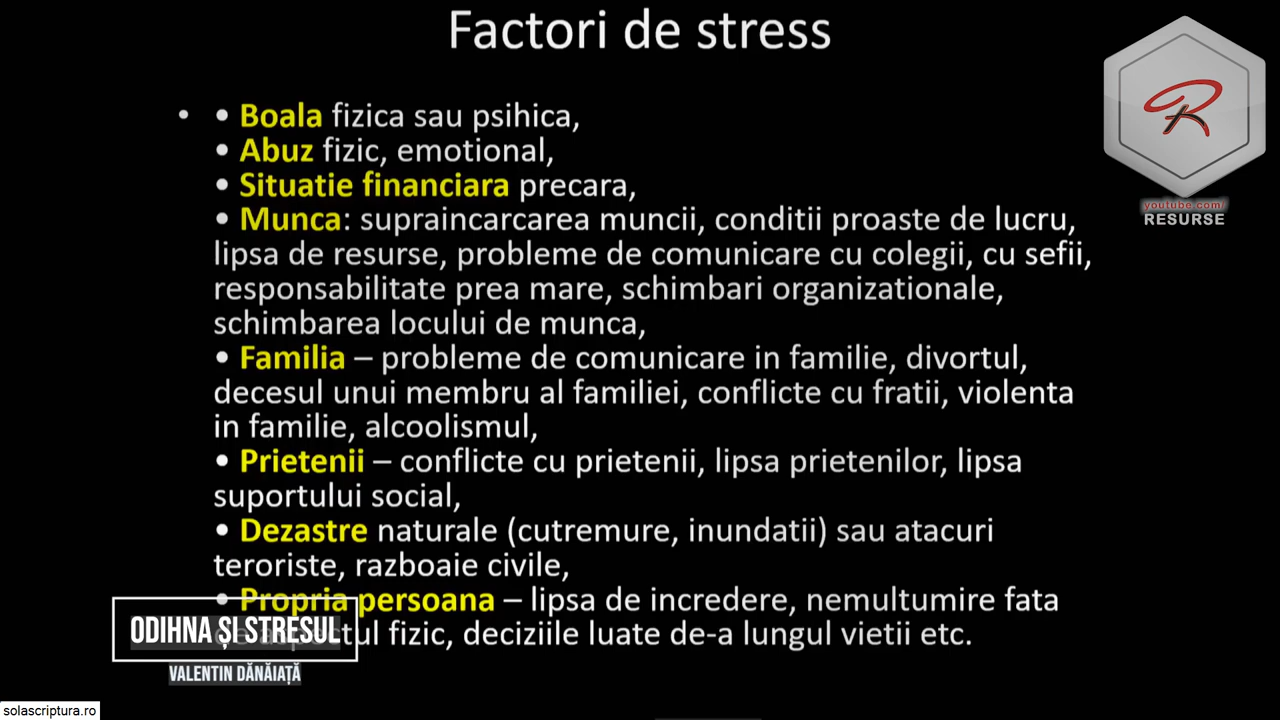 Factori de stress
• • Boala fizica sau psihica,
• Abuz fizic, emotional,
• Situatie financiara precara,
• Munca: supraincarcarea muncii, conditii proaste de lucru,
lipsa de resurse, probleme de comunicare cu colegii, cu sefii,
responsabilitate prea mare, schimbari organizationale,
schimbarea locului de munca,
• Familia – probleme de comunicare in familie, divortul,
decesul unui membru al familiei, conflicte cu fratii, violenta
in familie, alcoolismul,
• Prietenii – conflicte cu prietenii, lipsa prietenilor, lipsa
suportului social,
• Dezastre naturale (cutremure, inundatii) sau atacuri
teroriste, razboaie civile,
• Propria persoana – lipsa de incredere, nemultumire fata
fizic, deciziile luate de-a lungul vietii etc.
ODIHNA ȘI STRESUL
VALENTIN DĂNĂIAȚĂ
solascriptura.ro
R
youtube.com/
RESURSE